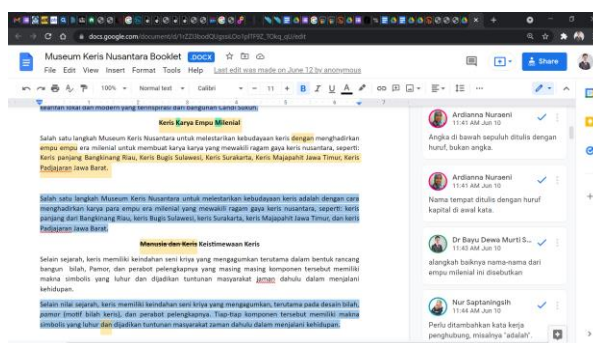 docs.google.com/document/d/
Museum Keris Nusantara Booklet .DOCX
File Edit View Insert Format Tools Help Last edit was made on June 12 by anonymous
Share
100% Normal text Calibri 11 B I U A
Keris Karya Empu Milenial
Salah satu langkah Museum Keris Nusantara untuk melestarikan kebudayaan keris dengan menghadirkan
empu empu era milenial untuk membuat karya karya yang mewakili ragam gaya keris nusantara, seperti:
Keris panjang Bangkinang Riau, Keris Bugis Sulawesi, Keris Surakarta, Keris Majapahit Jawa Timur, Keris
Padjajaran Jawa Barat.
Salah satu langkah Museum Keris Nusantara untuk melestarikan kebudayaan keris adalah dengan cara
menghadirkan karya para empu era milenial yang mewakili ragam gaya keris nusantara, seperti: keris
panjang dari Bangkinang Riau, keris Bugis Sulawesi, keris Surakarta, keris Majapahit Jawa Timur, dan keris
Padjajaran Jawa Barat.
Manusia dan Keris Keistimewaan Keris
Selain sejarah, keris memiliki keindahan seni kriya yang mengagumkan terutama dalam bentuk rancang
bangun bilah, Pamor, dan perabot pelengkapnya yang masing masing komponen tersebut memiliki
makna simbolis yang luhur dan dijadikan tuntunan masyarakat jaman dahulu dalam menjalani
kehidupan.
Selain nilai sejarah, keris memiliki keindahan seni kriya yang mengagumkan, terutama pada desain bilah,
pamor (motif bilah keris), dan perabot pelengkapnya. Tiap-tiap komponen tersebut memiliki makna
simbolis yang luhur dan dijadikan tuntunan masyarakat zaman dahulu dalam menjalani kehidupan.
Ardianna Nuraeni
11:41 AM Jun 10
Angka di bawah sepuluh ditulis dengan
huruf, bukan angka.
Ardianna Nuraeni
11:41 AM Jun 10
Nama tempat ditulis dengan huruf
kapital di awal kata.
Dr Bayu Dewa Murti S...
11:43 AM Jun 10
alangkah baiknya nama-nama dari
empu milenial ini disebutkan
Nur Saptaningsih
11:44 AM Jun 10
Perlu ditambahkan kata kerja
penghubung, misalnya "adalah".